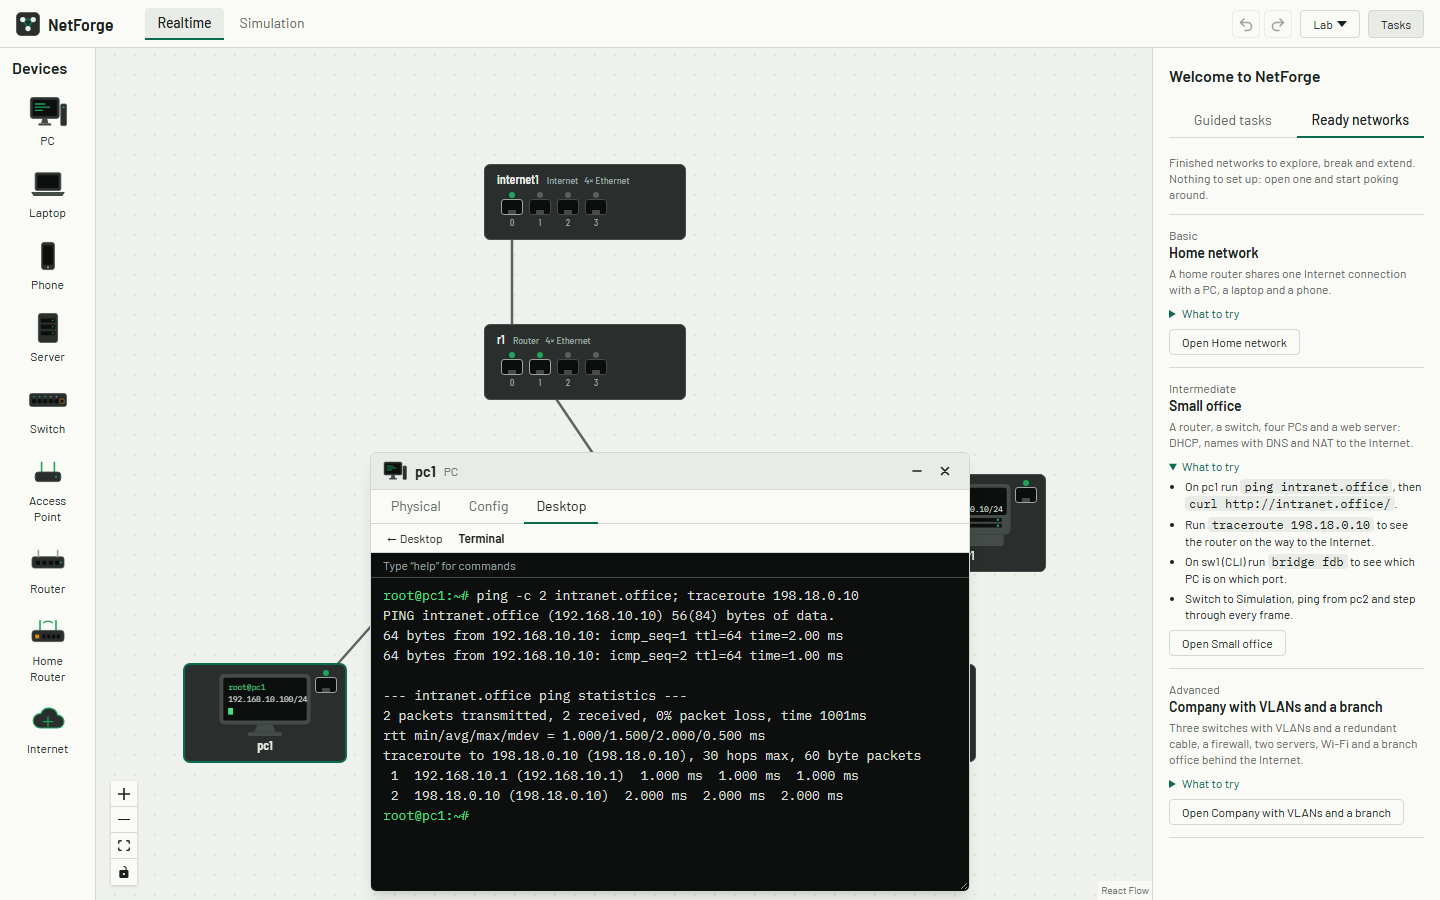 NetForge
Realtime
Simulation
Lab
Tasks
Devices
PC
Laptop
Phone
Server
Switch
Access
Point
Router
Home
Router
Internet
internet1 Internet 4× Ethernet
0 1 2 3
r1 Router 4× Ethernet
0 1 2 3
root@pc1
192.168.10.100/24
pc1
0.10/24
pc1 PC
Physical
Config
Desktop
← Desktop
Terminal
Type "help" for commands
root@pc1:~# ping -c 2 intranet.office; traceroute 198.18.0.10
PING intranet.office (192.168.10.10) 56(84) bytes of data.
64 bytes from 192.168.10.10: icmp_seq=1 ttl=64 time=2.00 ms
64 bytes from 192.168.10.10: icmp_seq=2 ttl=64 time=1.00 ms
--- intranet.office ping statistics ---
2 packets transmitted, 2 received, 0% packet loss, time 1001ms
rtt min/avg/max/mdev = 1.000/1.500/2.000/0.500 ms
traceroute to 198.18.0.10 (198.18.0.10), 30 hops max, 60 byte packets
1 192.168.10.1 (192.168.10.1) 1.000 ms 1.000 ms 1.000 ms
2 198.18.0.10 (198.18.0.10) 2.000 ms 2.000 ms 2.000 ms
root@pc1:~#
React Flow
Welcome to NetForge
Guided tasks
Ready networks
Finished networks to explore, break and extend.
Nothing to set up: open one and start poking
around.
Basic
Home network
A home router shares one Internet connection
with a PC, a laptop and a phone.
What to try
Open Home network
Intermediate
Small office
A router, a switch, four PCs and a web server:
DHCP, names with DNS and NAT to the Internet.
What to try
On pc1 run ping intranet.office, then
curl http://intranet.office/.
Run traceroute 198.18.0.10 to see
the router on the way to the Internet.
On sw1 (CLI) run bridge fdb to see which
PC is on which port.
Switch to Simulation, ping from pc2 and step
through every frame.
Open Small office
Advanced
Company with VLANs and a branch
Three switches with VLANs and a redundant
cable, a firewall, two servers, Wi-Fi and a branch
office behind the Internet.
What to try
Open Company with VLANs and a branch